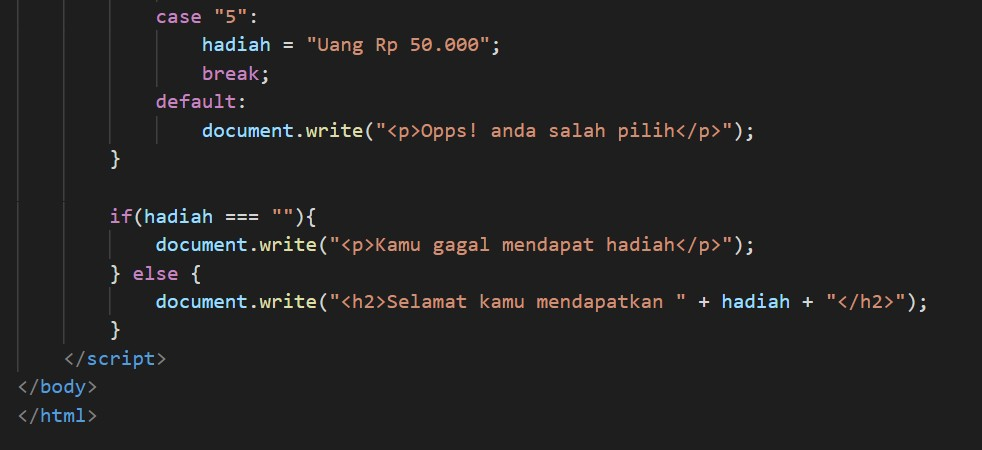 case "5":
hadiah = "Uang Rp 50.000";
break;
default:
document.write("<p>Opps! anda salah pilih</p>");
}
if(hadiah === ""){
document.write("<p>Kamu gagal mendapat hadiah</p>");
} else {
document.write("<h2>Selamat kamu mendapatkan " + hadiah + "</h2>");
}
</script>
</body>
</html>